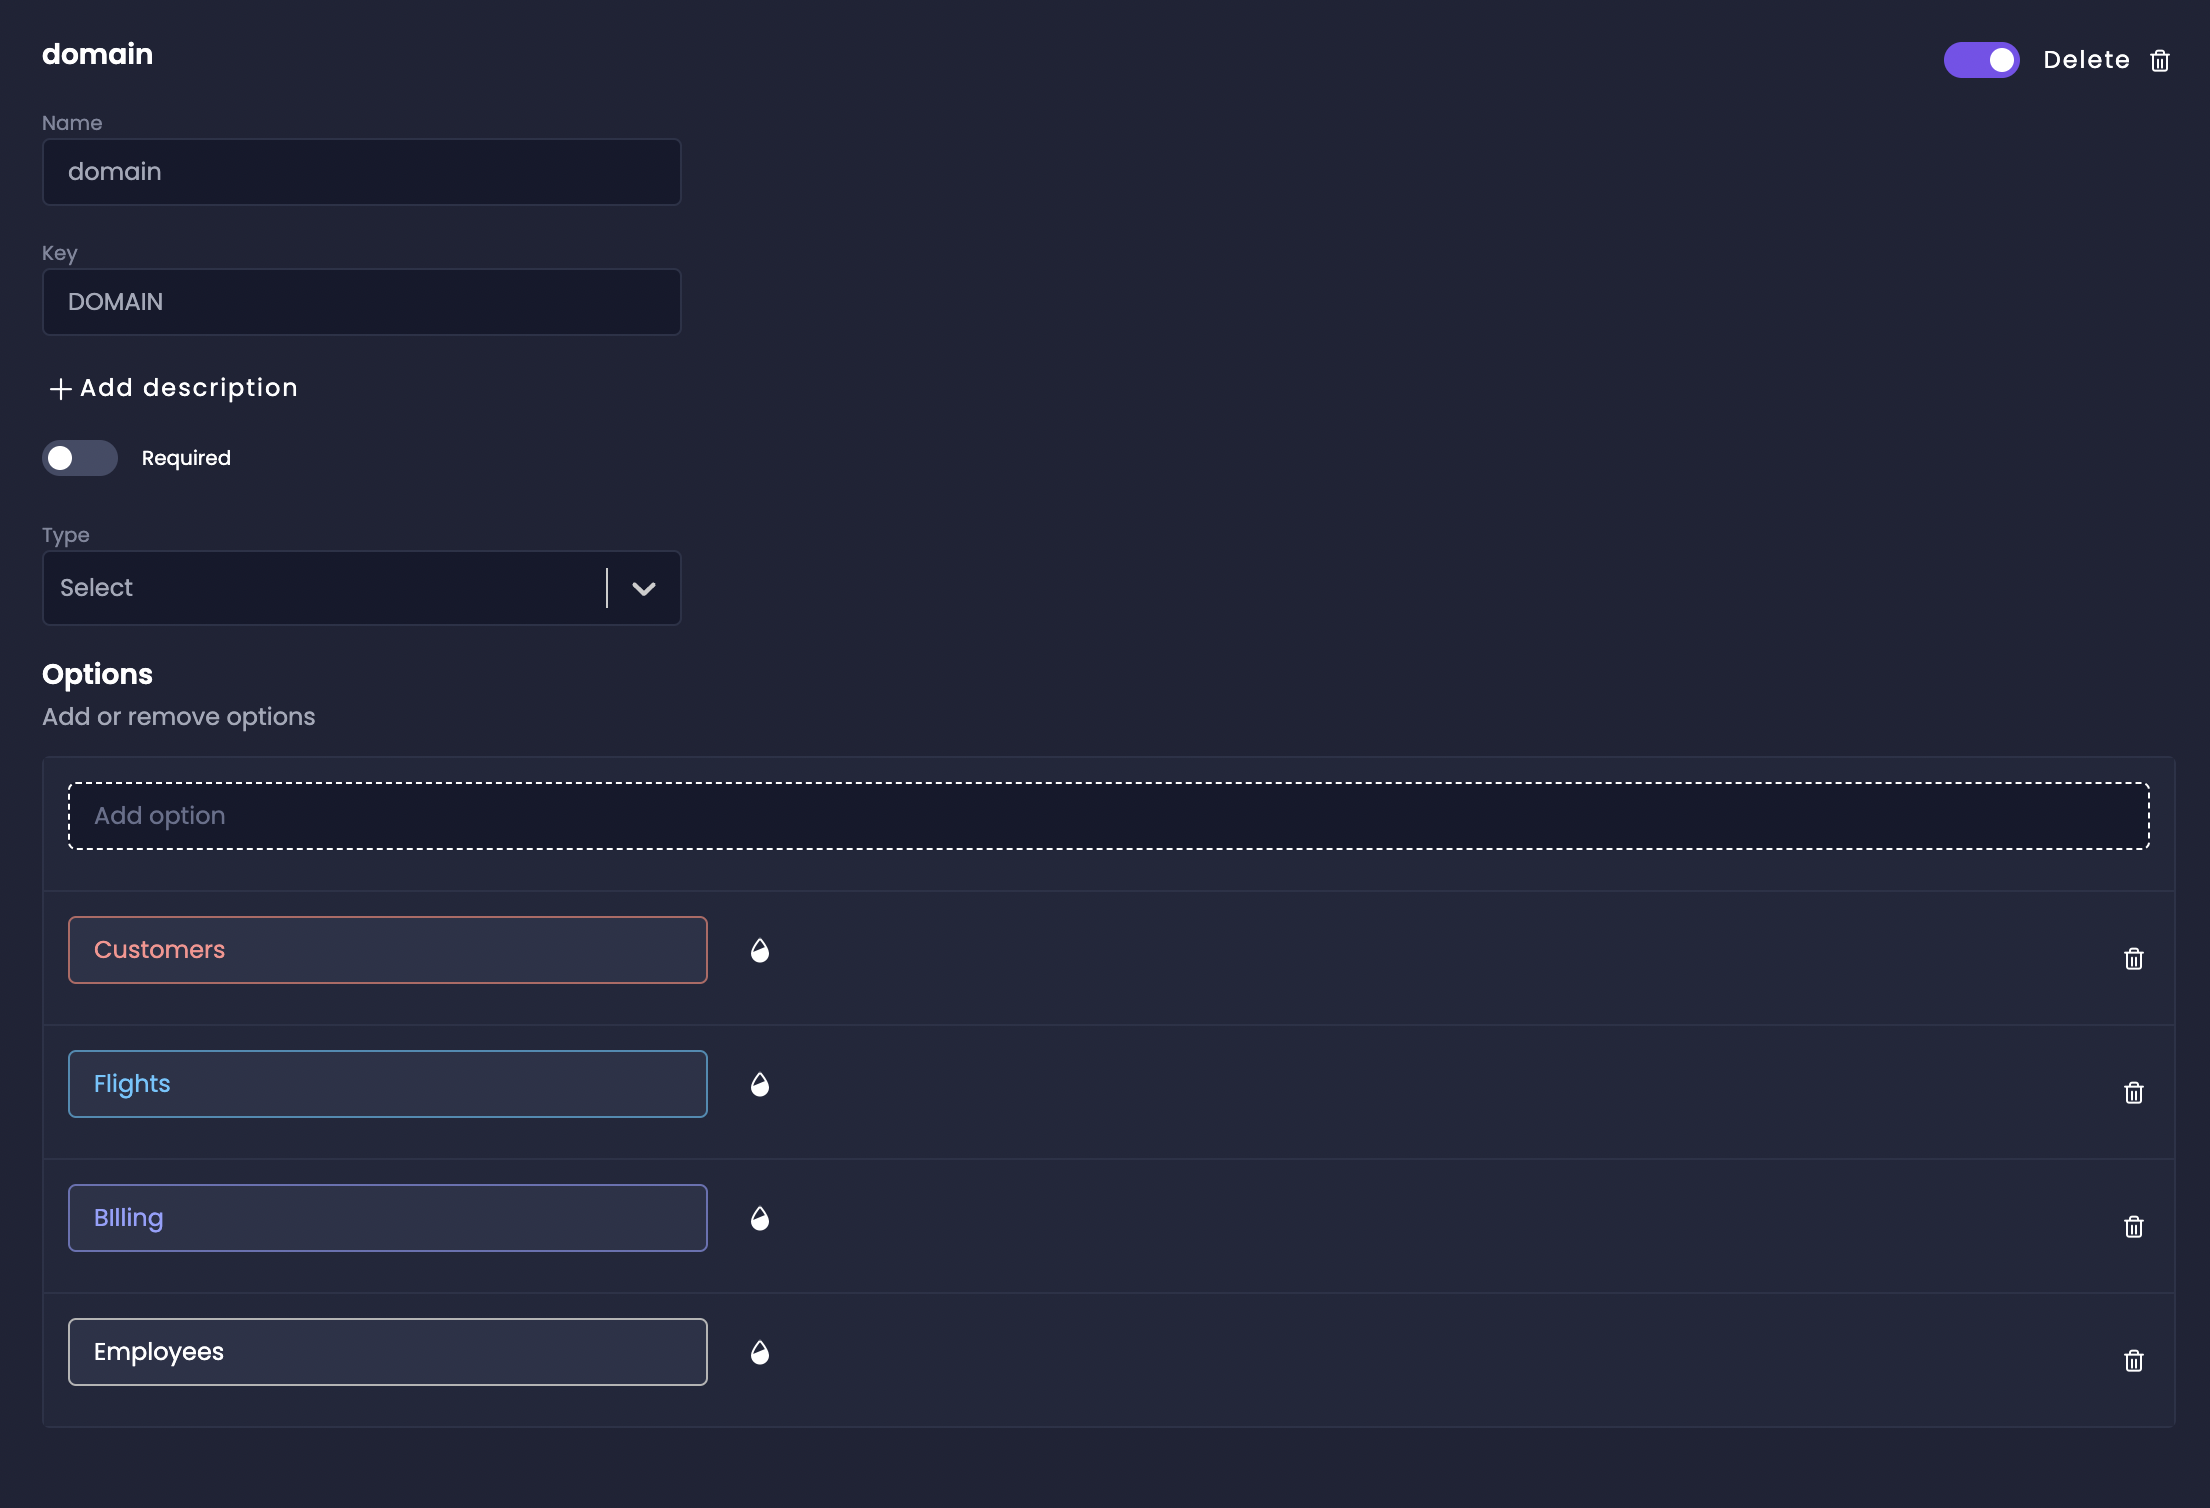 domain
Delete
Name
domain
Key
DOMAIN
Add description
Required
Type
Select
Options
Add or remove options
Add option
Customers
Flights
BIlling
Employees